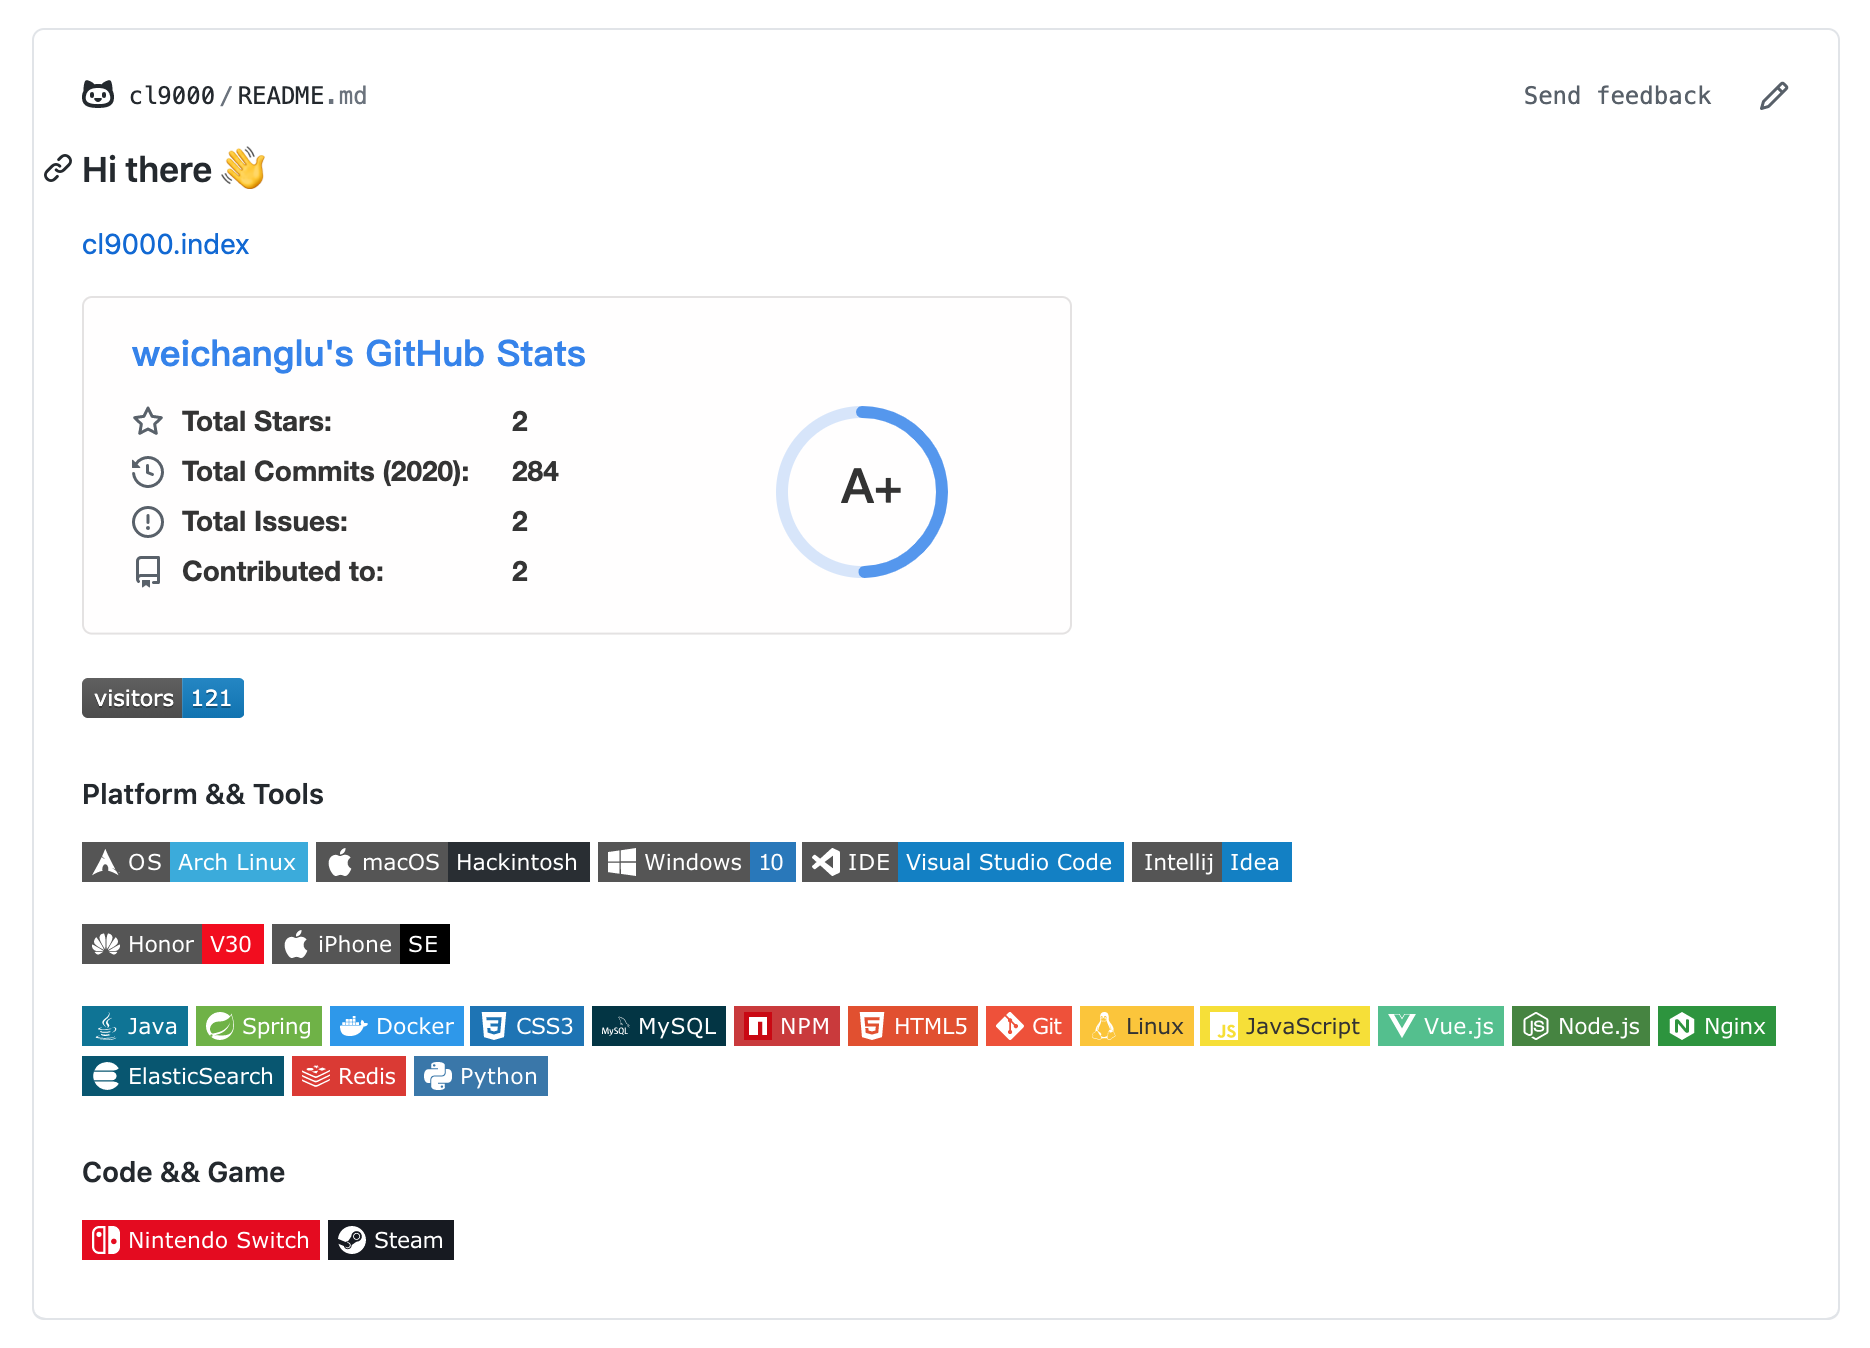 cl9000/README.md Send feedback
Hi there 👋
cl9000.index
weichanglu's GitHub Stats
Total Stars: 2
Total Commits (2020): 284
Total Issues: 2
Contributed to: 2
A+
visitors 121
Platform && Tools
OS Arch Linux macOS Hackintosh Windows 10 IDE Visual Studio Code Intellij Idea
Honor V30 iPhone SE
Java Spring Docker CSS3 MySQL MySQL NPM HTML5 Git Linux JS JavaScript Vue.js JS Node.js Nginx
ElasticSearch Redis Python
Code && Game
Nintendo Switch Steam